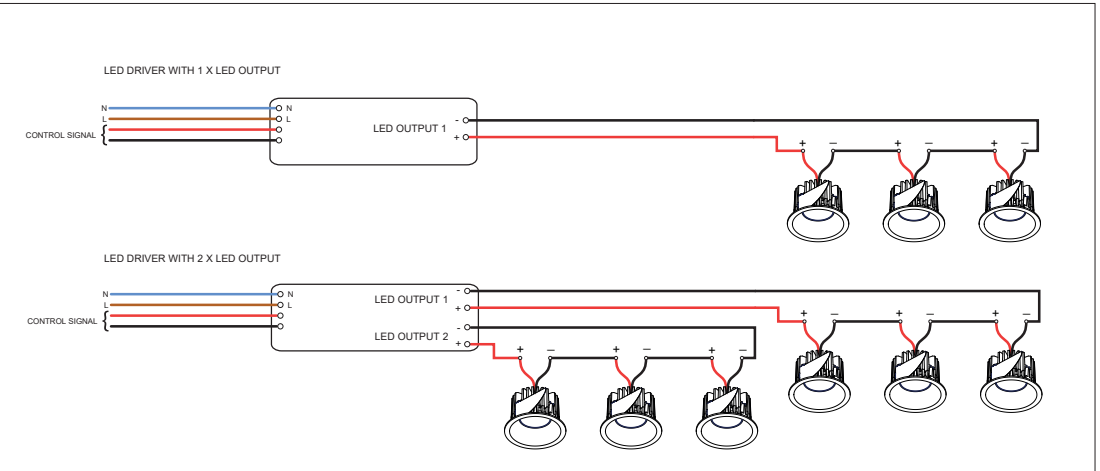 LED DRIVER WITH 1 X LED OUTPUT
N N
L L
CONTROL SIGNAL {
LED OUTPUT 1
-
+
+ − + − + −
LED DRIVER WITH 2 X LED OUTPUT
N N
L L
CONTROL SIGNAL {
LED OUTPUT 1
-
+
LED OUTPUT 2
-
+
+ − + − + −
+ − + − + −